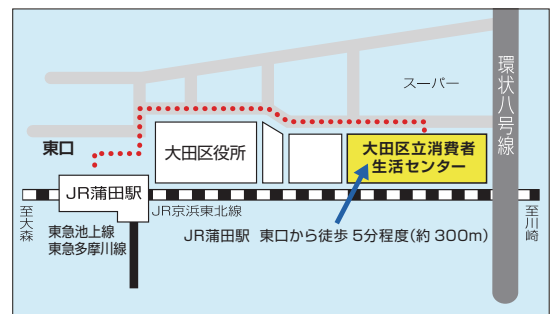 スーパー
環状八号線
東口
大田区役所
大田区立消費者
生活センター
JR蒲田駅
JR京浜東北線
至大森
東急池上線
東急多摩川線
JR蒲田駅 東口から徒歩 5分程度(約 300m)
至川崎